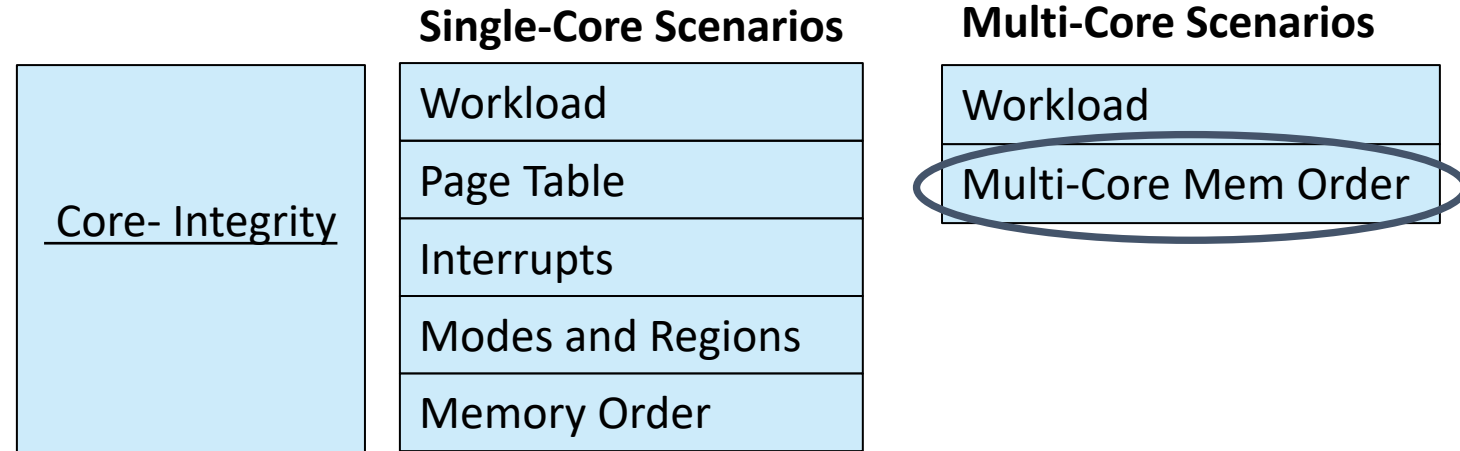 Single-Core Scenarios
Multi-Core Scenarios
Core- Integrity
Workload
Page Table
Interrupts
Modes and Regions
Memory Order
Workload
Multi-Core Mem Order